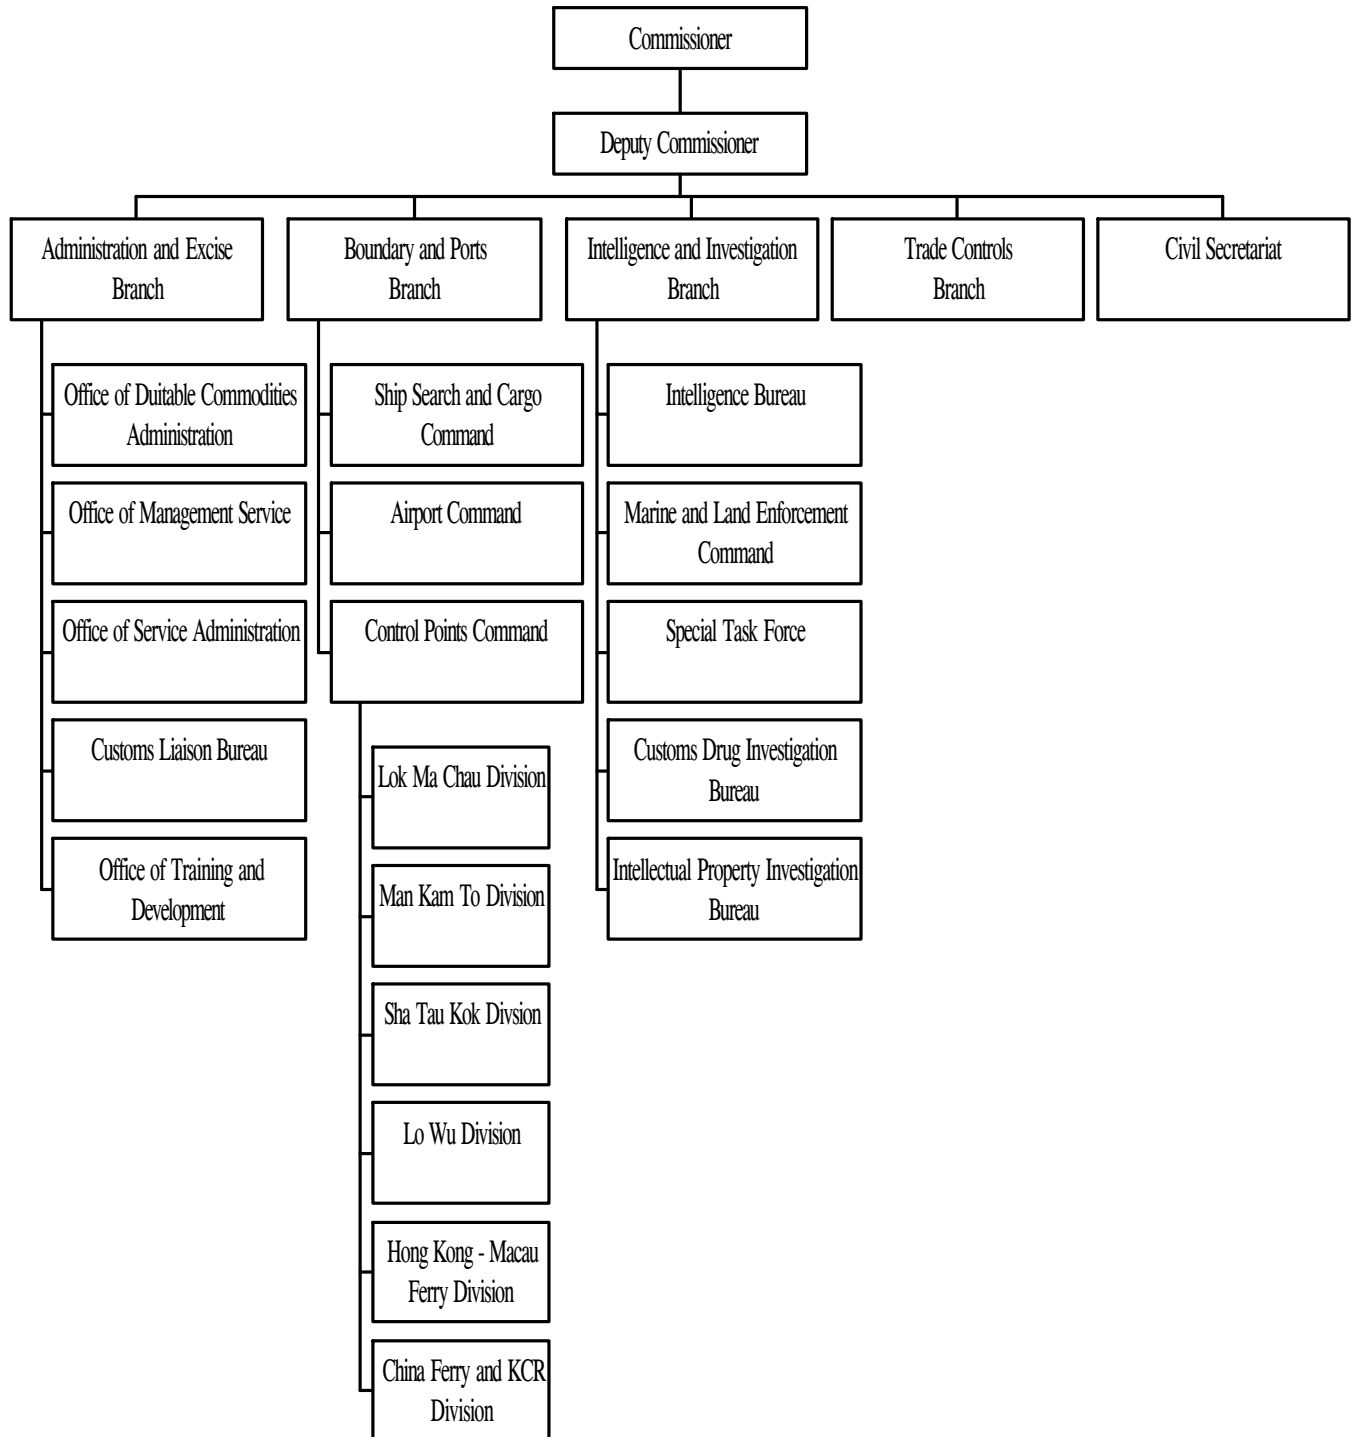 Commissioner
Deputy Commissioner
Administration and Excise
Branch
Boundary and Ports
Branch
Intelligence and Investigation
Branch
Trade Controls
Branch
Civil Secretariat
Office of Duitable Commodities
Administration
Office of Management Service
Office of Service Administration
Customs Liaison Bureau
Office of Training and
Development
Ship Search and Cargo
Command
Airport Command
Control Points Command
Lok Ma Chau Division
Man Kam To Division
Sha Tau Kok Divsion
Lo Wu Division
Hong Kong - Macau
Ferry Division
China Ferry and KCR
Division
Intelligence Bureau
Marine and Land Enforcement
Command
Special Task Force
Customs Drug Investigation
Bureau
Intellectual Property Investigation
Bureau